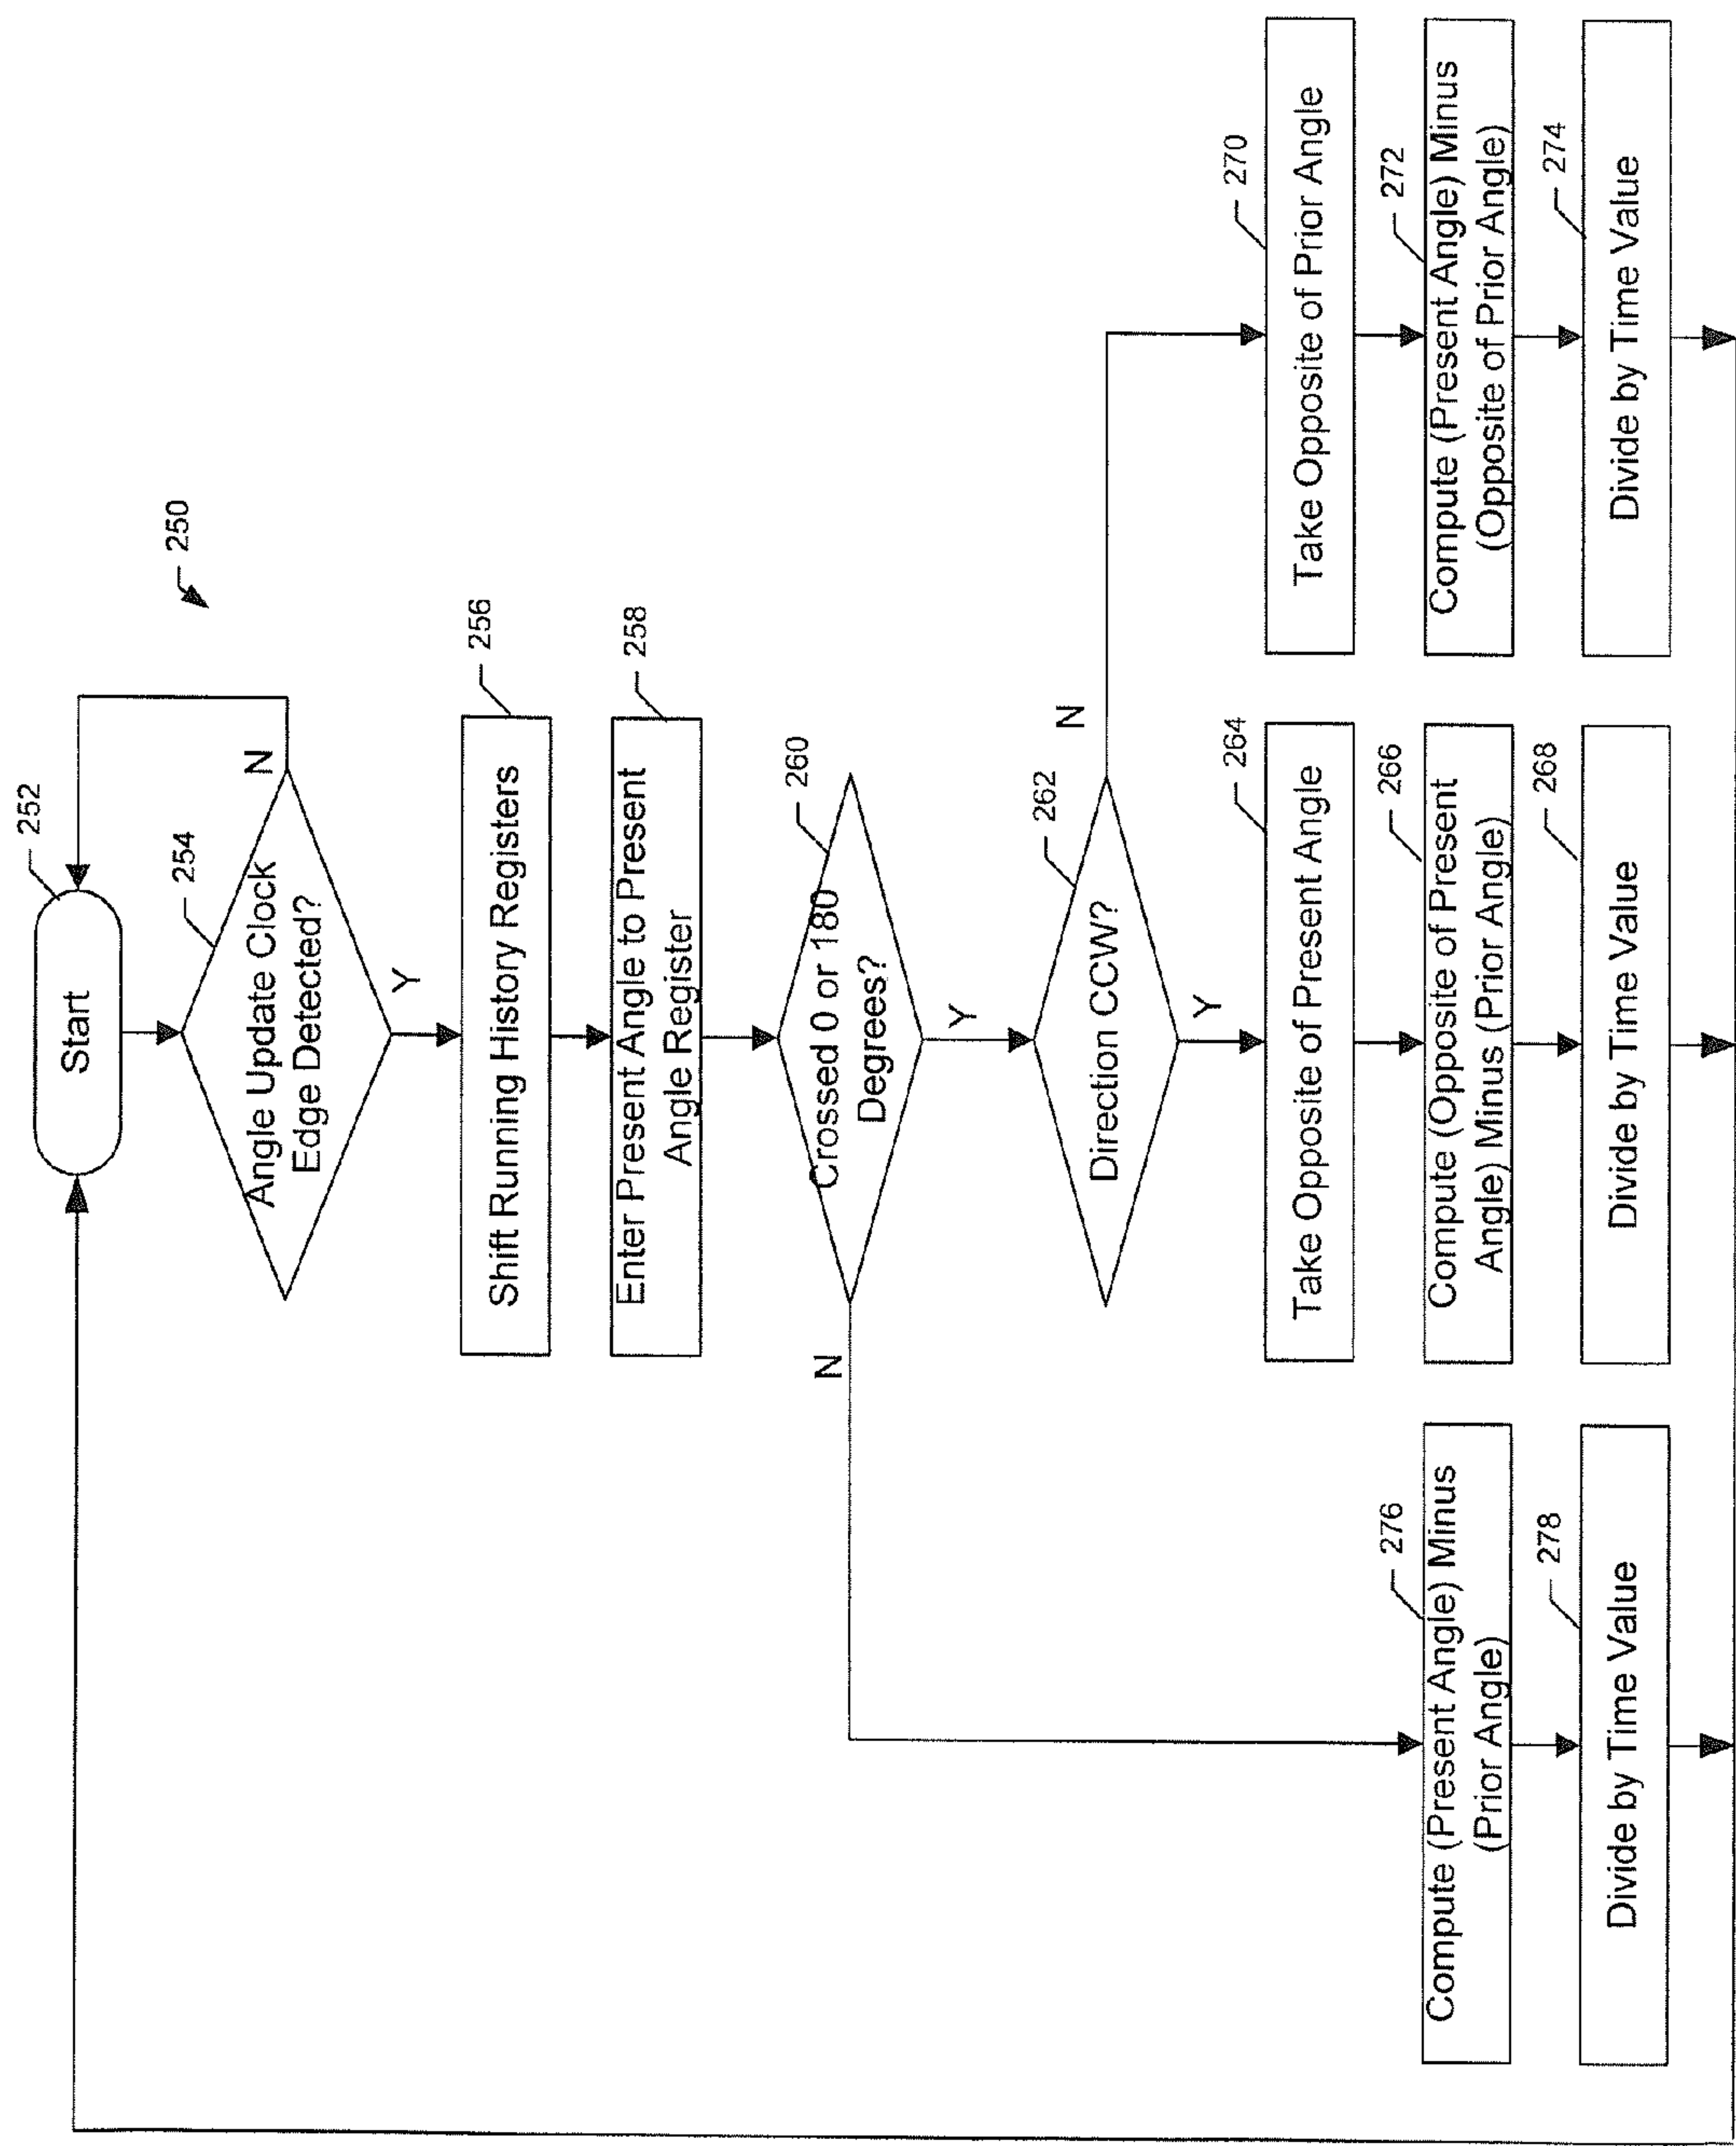 250
252
Start
254
Angle Update Clock
Edge Detected?
N
Y
256
Shift Running History Registers
258
Enter Present Angle to Present
Angle Register
260
Crossed 0 or 180
Degrees?
N
Y
262
Direction CCW?
N
Y
264
Take Opposite of Present Angle
270
Take Opposite of Prior Angle
276
Compute (Present Angle) Minus
(Prior Angle)
266
Compute (Opposite of Present
Angle) Minus (Prior Angle)
272
Compute (Present Angle) Minus
(Opposite of Prior Angle)
278
Divide by Time Value
268
Divide by Time Value
274
Divide by Time Value